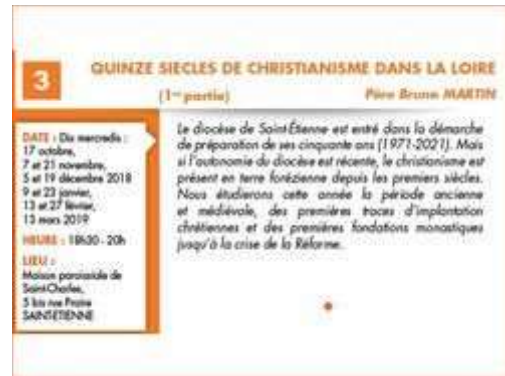 3
QUINZE SIECLES DE CHRISTIANISME DANS LA LOIRE
(1ère partie)
Père Bruno MARTIN
DATE : Dix mercredis :
17 octobre,
7 et 21 novembre,
5 et 19 décembre 2018
9 et 23 janvier,
13 et 27 février,
13 mars 2019
HEURE : 18h30 - 20h
LIEU :
Maison paroissiale de
Saint-Charles,
5 bis rue Praire
SAINT-ETIENNE
Le diocèse de Saint-Étienne est entré dans la démarche
de préparation de ses cinquante ans (1971-2021). Mais
si l'autonomie du diocèse est récente, le christianisme est
présent en terre forézienne depuis les premiers siècles.
Nous étudierons cette année la période ancienne
et médiévale, des premières traces d'implantation
chrétiennes et des premières fondations monastiques
jusqu'à la crise de la Réforme.